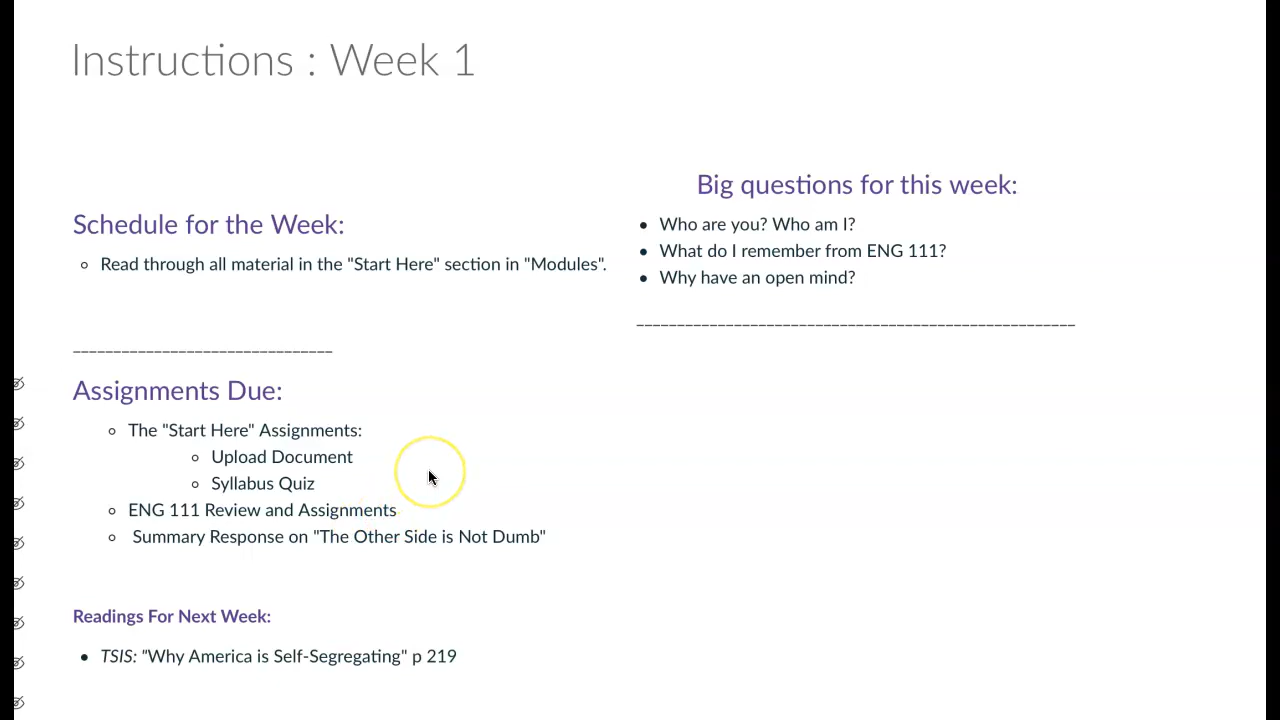 Instructions : Week 1
Schedule for the Week:
Read through all material in the "Start Here" section in "Modules".
_______________________________
Assignments Due:
The "Start Here" Assignments:
Upload Document
Syllabus Quiz
ENG 111 Review and Assignments
Summary Response on "The Other Side is Not Dumb"
Readings For Next Week:
TSIS: "Why America is Self-Segregating" p 219
Big questions for this week:
Who are you? Who am I?
What do I remember from ENG 111?
Why have an open mind?
_____________________________________________________